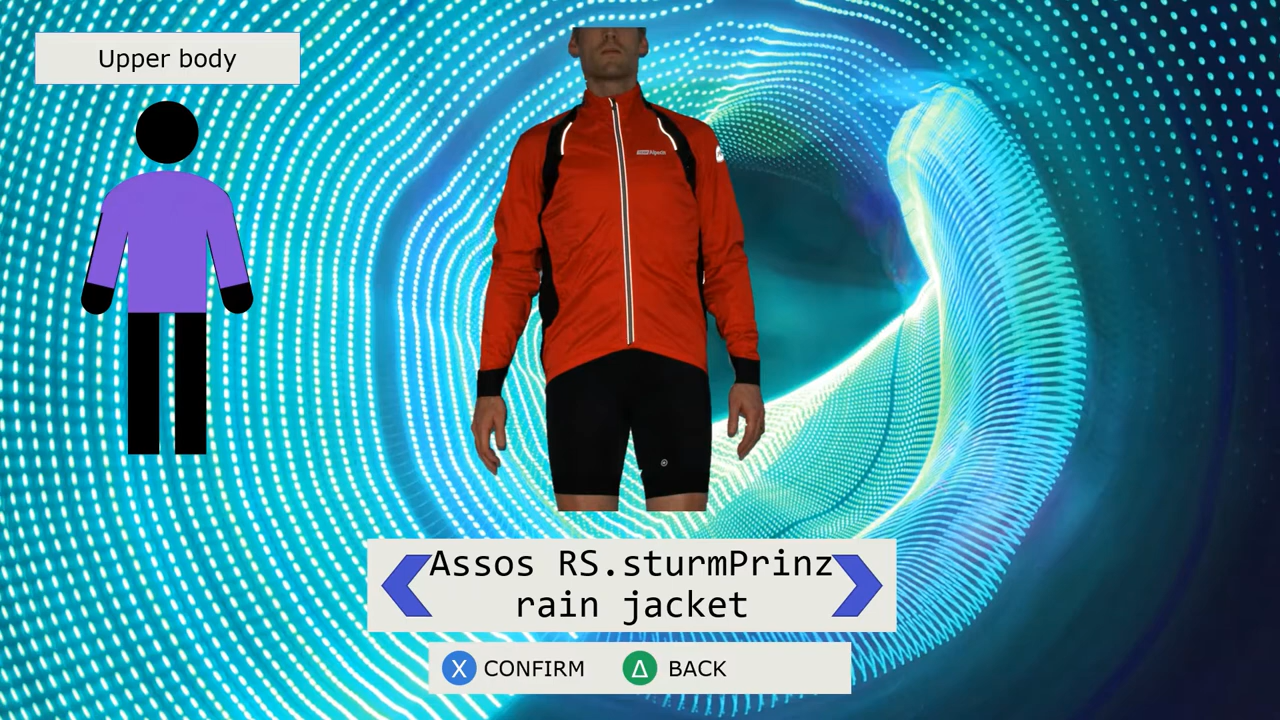 Upper body
Assos RS.sturmPrinz
rain jacket
X CONFIRM Δ BACK